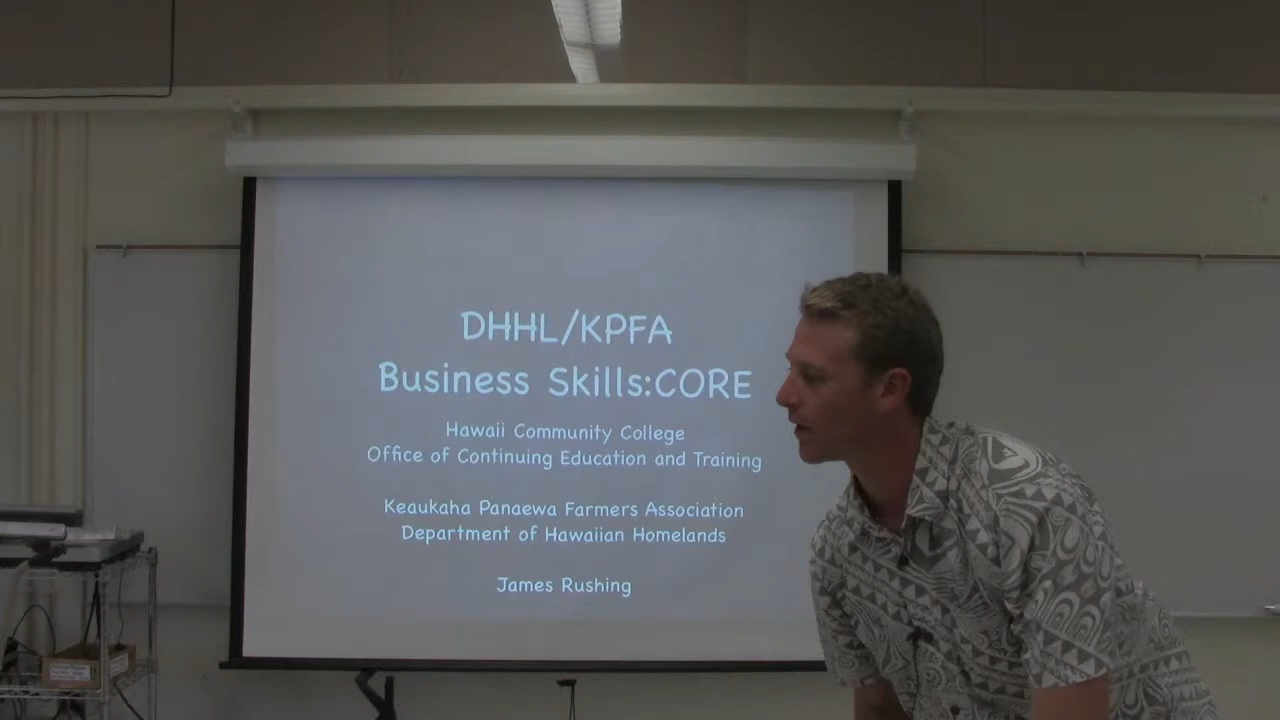 DHHL/KPFA
Business Skills:CORE
Hawaii Community College
Office of Continuing Education and Training
Keaukaha Panaewa Farmers Association
Department of Hawaiian Homelands
James Rushing